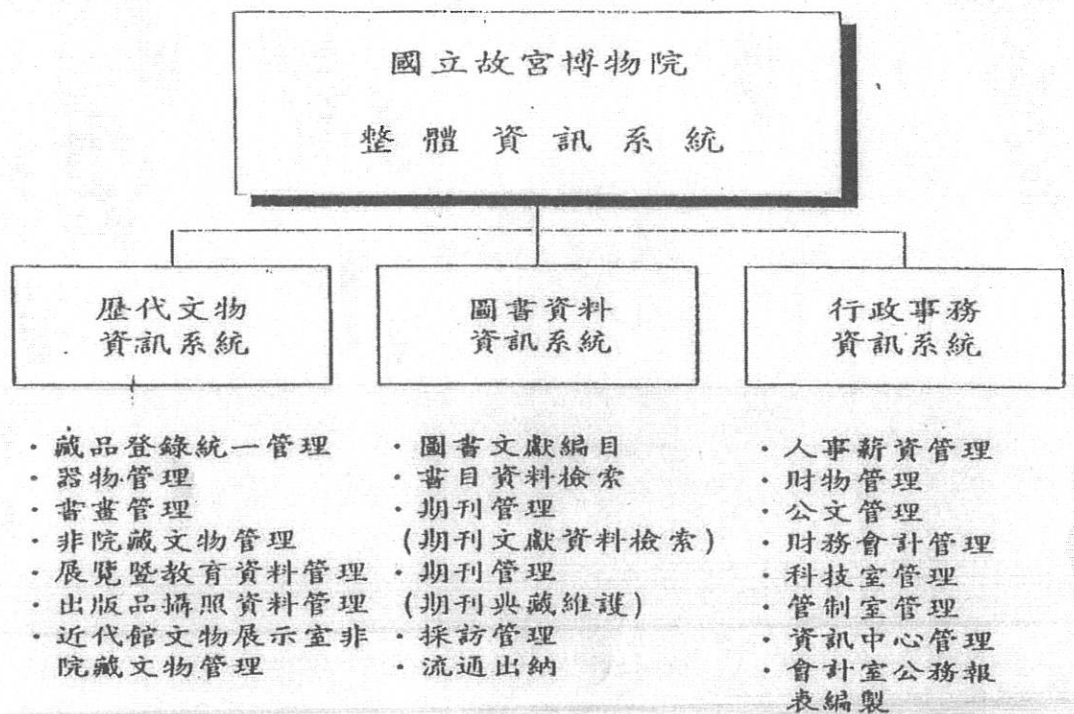 國立故宮博物院
整體資訊系統
歷代文物
資訊系統
圖書資料
資訊系統
行政事務
資訊系統
・藏品登錄統一管理
・器物管理
・書畫管理
・非院藏文物管理
・展覽暨教育資料管理
・出版品攝照資料管理
・近代館文物展示室非
院藏文物管理
・圖書文獻編目
・書目資料檢索
・期刊管理
(期刊文獻資料檢索)
・期刊管理
(期刊典藏維護)
・採訪管理
・流通出納
・人事薪資管理
・財物管理
・公文管理
・財務會計管理
・科技室管理
・管制室管理
・資訊中心管理
・會計室公務報
表編製